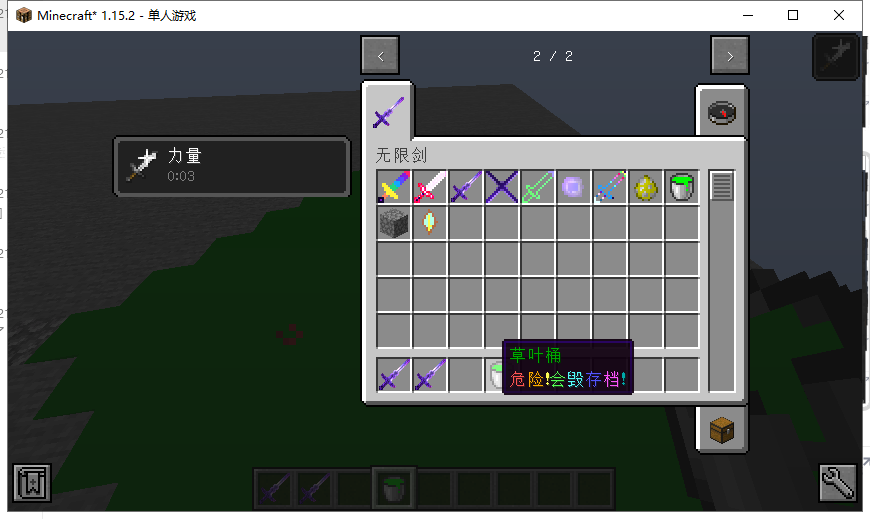 Minecraft* 1.15.2 - 单人游戏
< 2 / 2 >
力量
0:03
无限剑
草叶桶
危险!会毁存档!